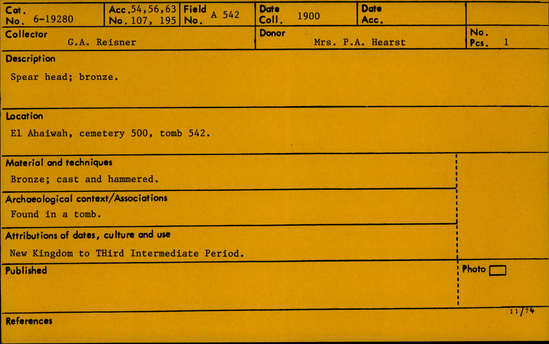 Cat. No. 6-19280 Acc. 54,56,63 No. 107, 195 Field No. A 542 Date Coll. 1900 Date Acc.
Collector G.A. Reisner Donor Mrs. P.A. Hearst No. Pcs. 1
Description
Spear head; bronze.
Location
El Ahaiwah, cemetery 500, tomb 542.
Material and techniques
Bronze; cast and hammered.
Archaeological context/Associations
Found in a tomb.
Attributions of dates, culture and use
New Kingdom to THird Intermediate Period.
Published Photo
11/74
References